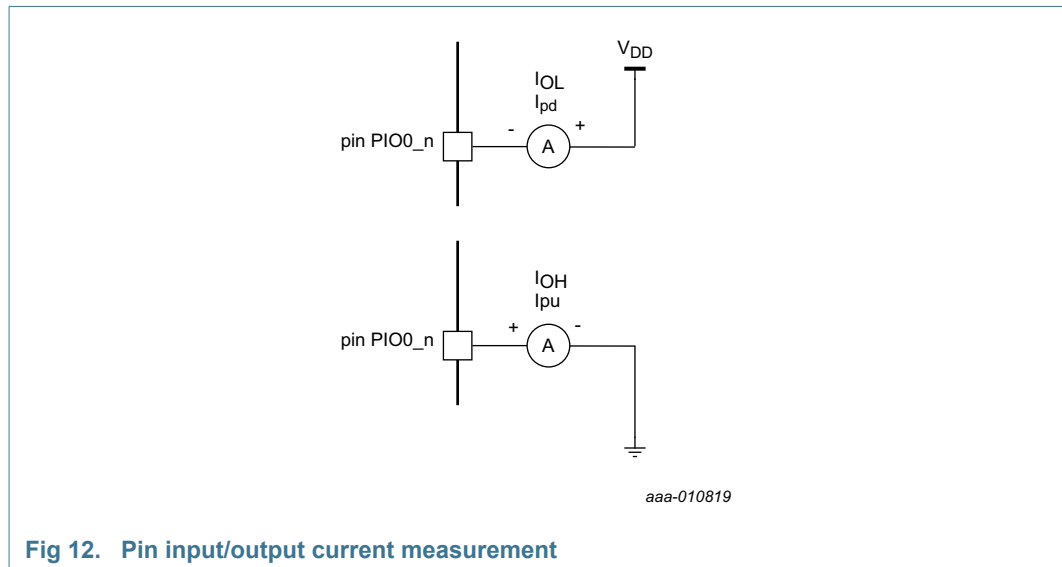 VDD
IOL
Ipd
- +
A
pin PIO0_n
IOH
Ipu
+ -
A
pin PIO0_n
aaa-010819
Fig 12. Pin input/output current measurement